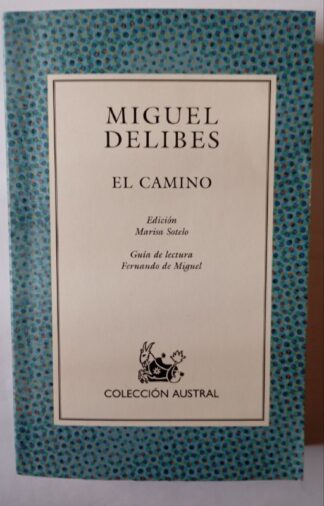 MIGUEL
DELIBES
EL CAMINO
Edición
Marisa Sotelo
Guía de lectura
Fernando de Miguel
COLECCIÓN AUSTRAL